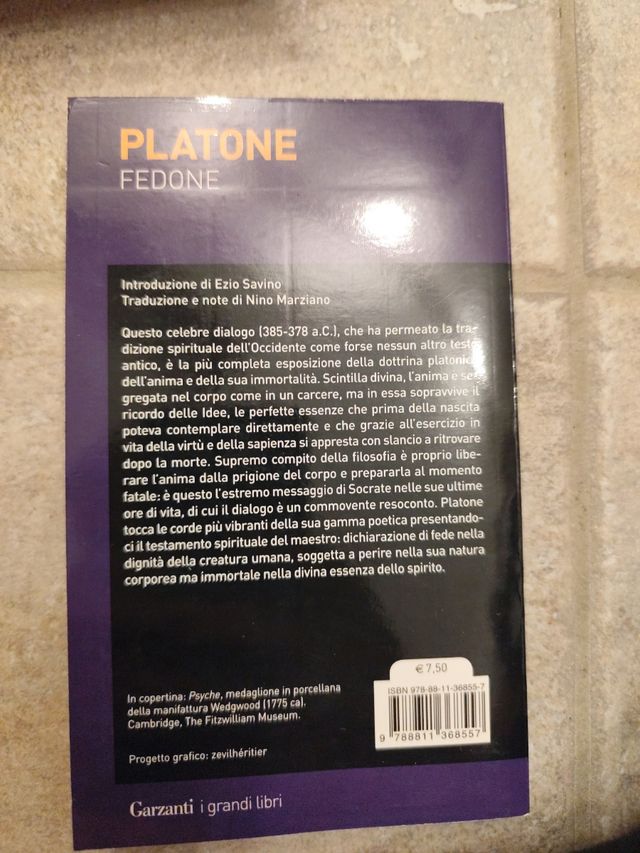 PLATONE
FEDONE
Introduzione di Ezio Savino
Traduzione e note di Nino Marziano
Questo celebre dialogo (385-378 a.C.), che ha permeato la tra-
dizione spirituale dell'Occidente come forse nessun altro testo
antico, è la più completa esposizione della dottrina platonica
dell'anima e della sua immortalità. Scintilla divina, l'anima è se-
gregata nel corpo come in un carcere, ma in essa sopravvive il
ricordo delle Idee, le perfette essenze che prima della nascita
poteva contemplare direttamente e che grazie all'esercizio in
vita della virtù e della sapienza si appresta con slancio a ritrovare
dopo la morte. Supremo compito della filosofia è proprio libe-
rare l'anima dalla prigione del corpo e prepararla al momento
fatale: è questo l'estremo messaggio di Socrate nelle sue ultime
ore di vita, di cui il dialogo è un commovente resoconto. Platone
tocca le corde più vibranti della sua gamma poetica presentando-
ci il testamento spirituale del maestro: dichiarazione di fede nella
dignità della creatura umana, soggetta a perire nella sua natura
corporea ma immortale nella divina essenza dello spirito.
€ 7,50
ISBN 978-88-11-36855-7
9 788811 368557
In copertina: Psyche, medaglione in porcellana
della manifattura Wedgwood (1775 ca).
Cambridge, The Fitzwilliam Museum.
Progetto grafico: zevilhéritier
Garzanti i grandi libri